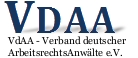 VDAA
VdAA - Verband deutscher
ArbeitsrechtsAnwälte e.V.